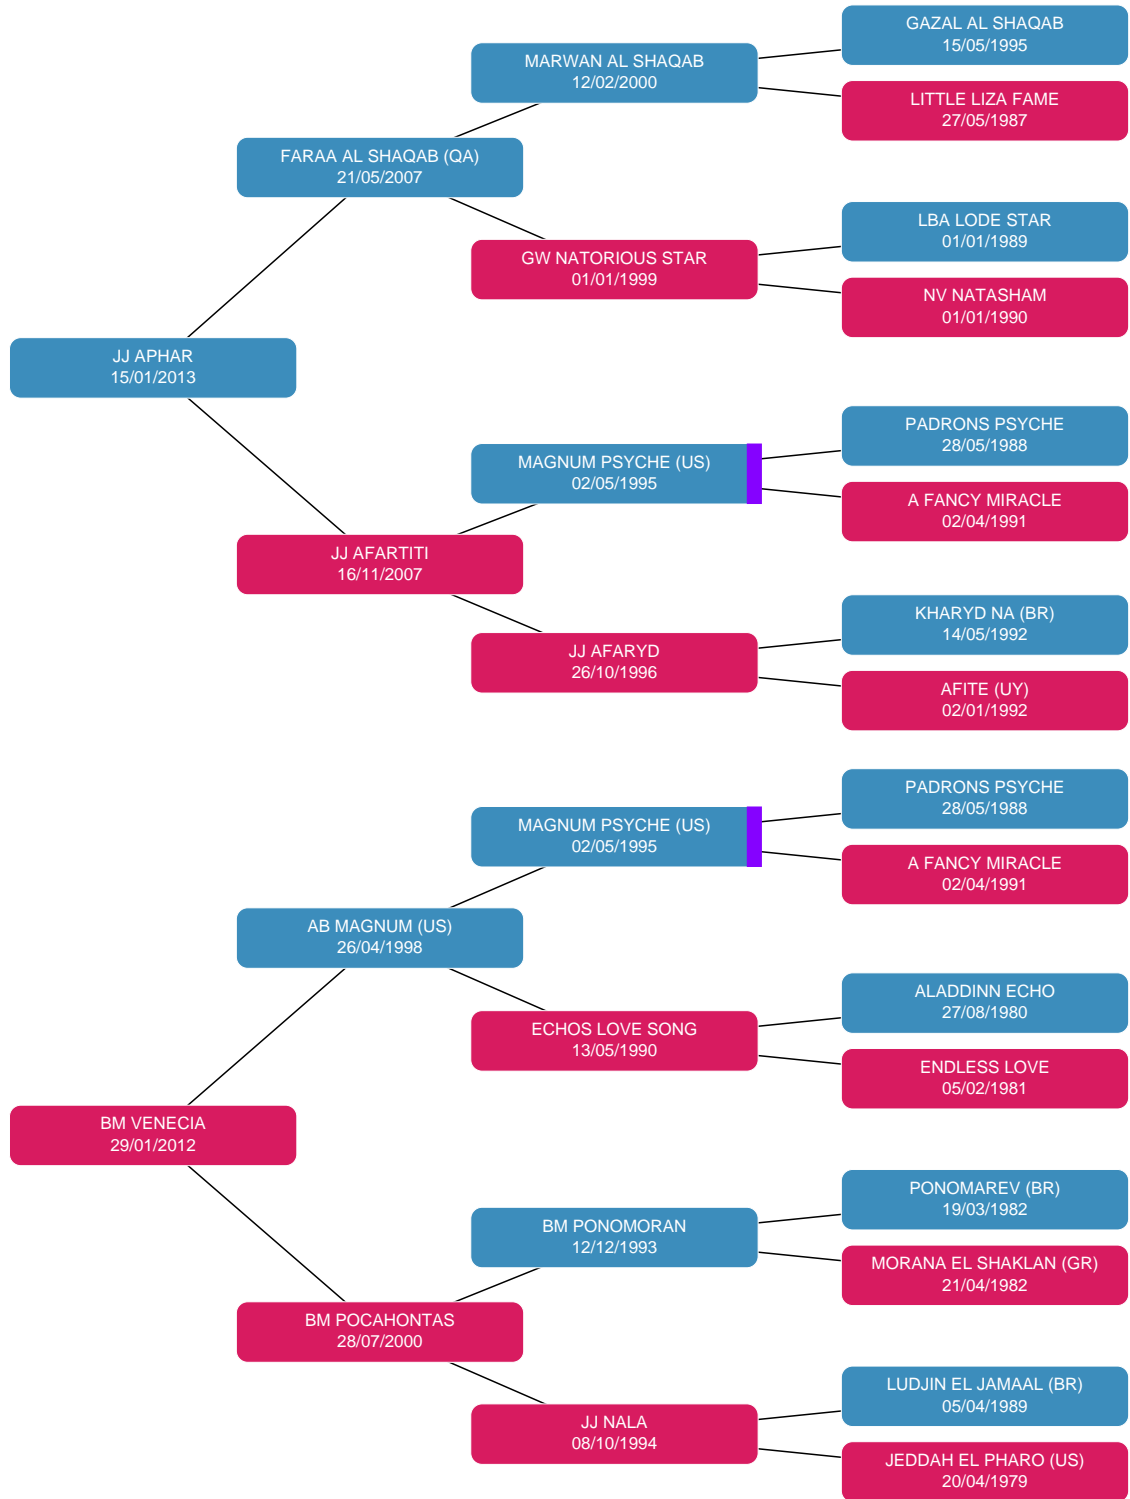 GAZAL AL SHAQAB
15/05/1995
MARWAN AL SHAQAB
12/02/2000
LITTLE LIZA FAME
27/05/1987
FARAA AL SHAQAB (QA)
21/05/2007
LBA LODE STAR
01/01/1989
GW NATORIOUS STAR
01/01/1999
NV NATASHAM
01/01/1990
JJ APHAR
15/01/2013
PADRONS PSYCHE
28/05/1988
MAGNUM PSYCHE (US)
02/05/1995
A FANCY MIRACLE
02/04/1991
JJ AFARTITI
16/11/2007
KHARYD NA (BR)
14/05/1992
JJ AFARYD
26/10/1996
AFITE (UY)
02/01/1992
PADRONS PSYCHE
28/05/1988
MAGNUM PSYCHE (US)
02/05/1995
A FANCY MIRACLE
02/04/1991
AB MAGNUM (US)
26/04/1998
ALADDINN ECHO
27/08/1980
ECHOS LOVE SONG
13/05/1990
ENDLESS LOVE
05/02/1981
BM VENECIA
29/01/2012
PONOMAREV (BR)
19/03/1982
BM PONOMORAN
12/12/1993
MORANA EL SHAKLAN (GR)
21/04/1982
BM POCAHONTAS
28/07/2000
LUDJIN EL JAMAAL (BR)
05/04/1989
JJ NALA
08/10/1994
JEDDAH EL PHARO (US)
20/04/1979